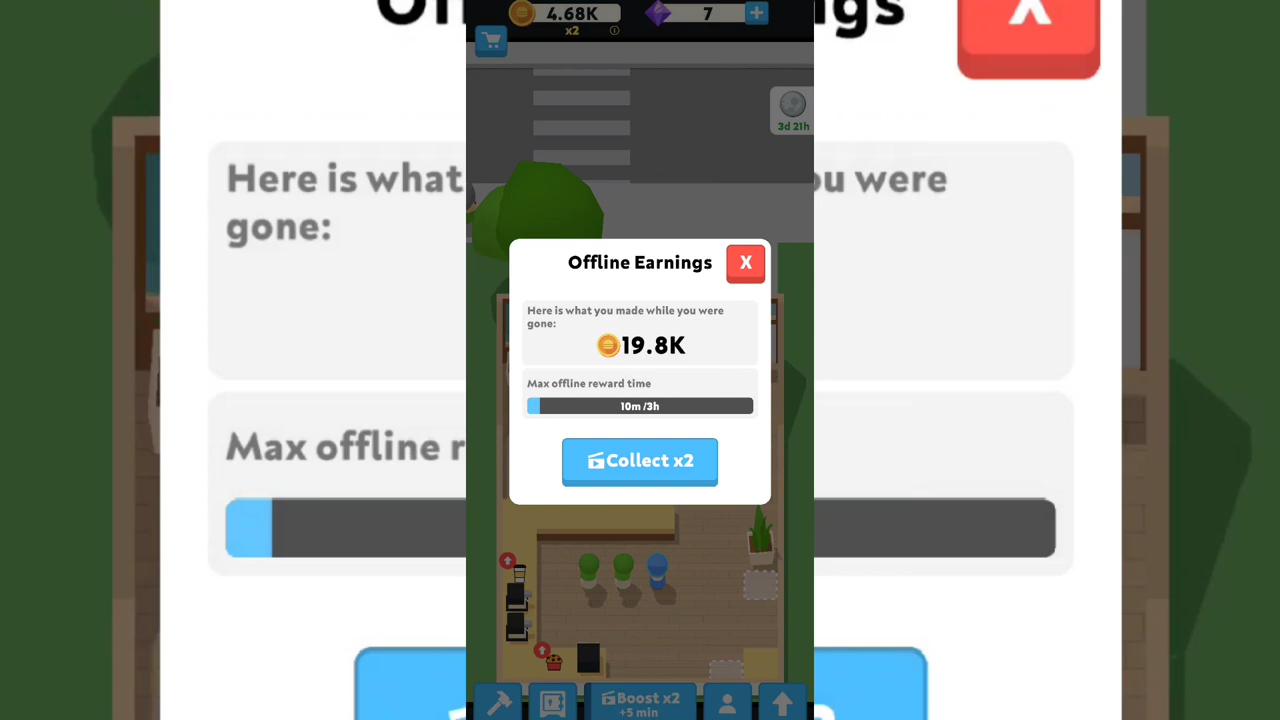 4.68K
7
x2
3d 21h
Offline Earnings
X
Here is what you made while you were
gone:
19.8K
Max offline reward time
10m /3h
Collect x2
Boost x2
+5 min
X
Here is what
u were
gone:
Max offline r